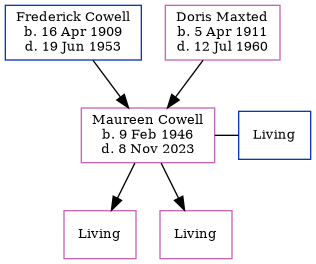 Frederick Cowell
b. 16 Apr 1909
d. 19 Jun 1953
Doris Maxted
b. 5 Apr 1911
d. 12 Jul 1960
Maureen Cowell
b. 9 Feb 1946
d. 8 Nov 2023
Living
Living
Living